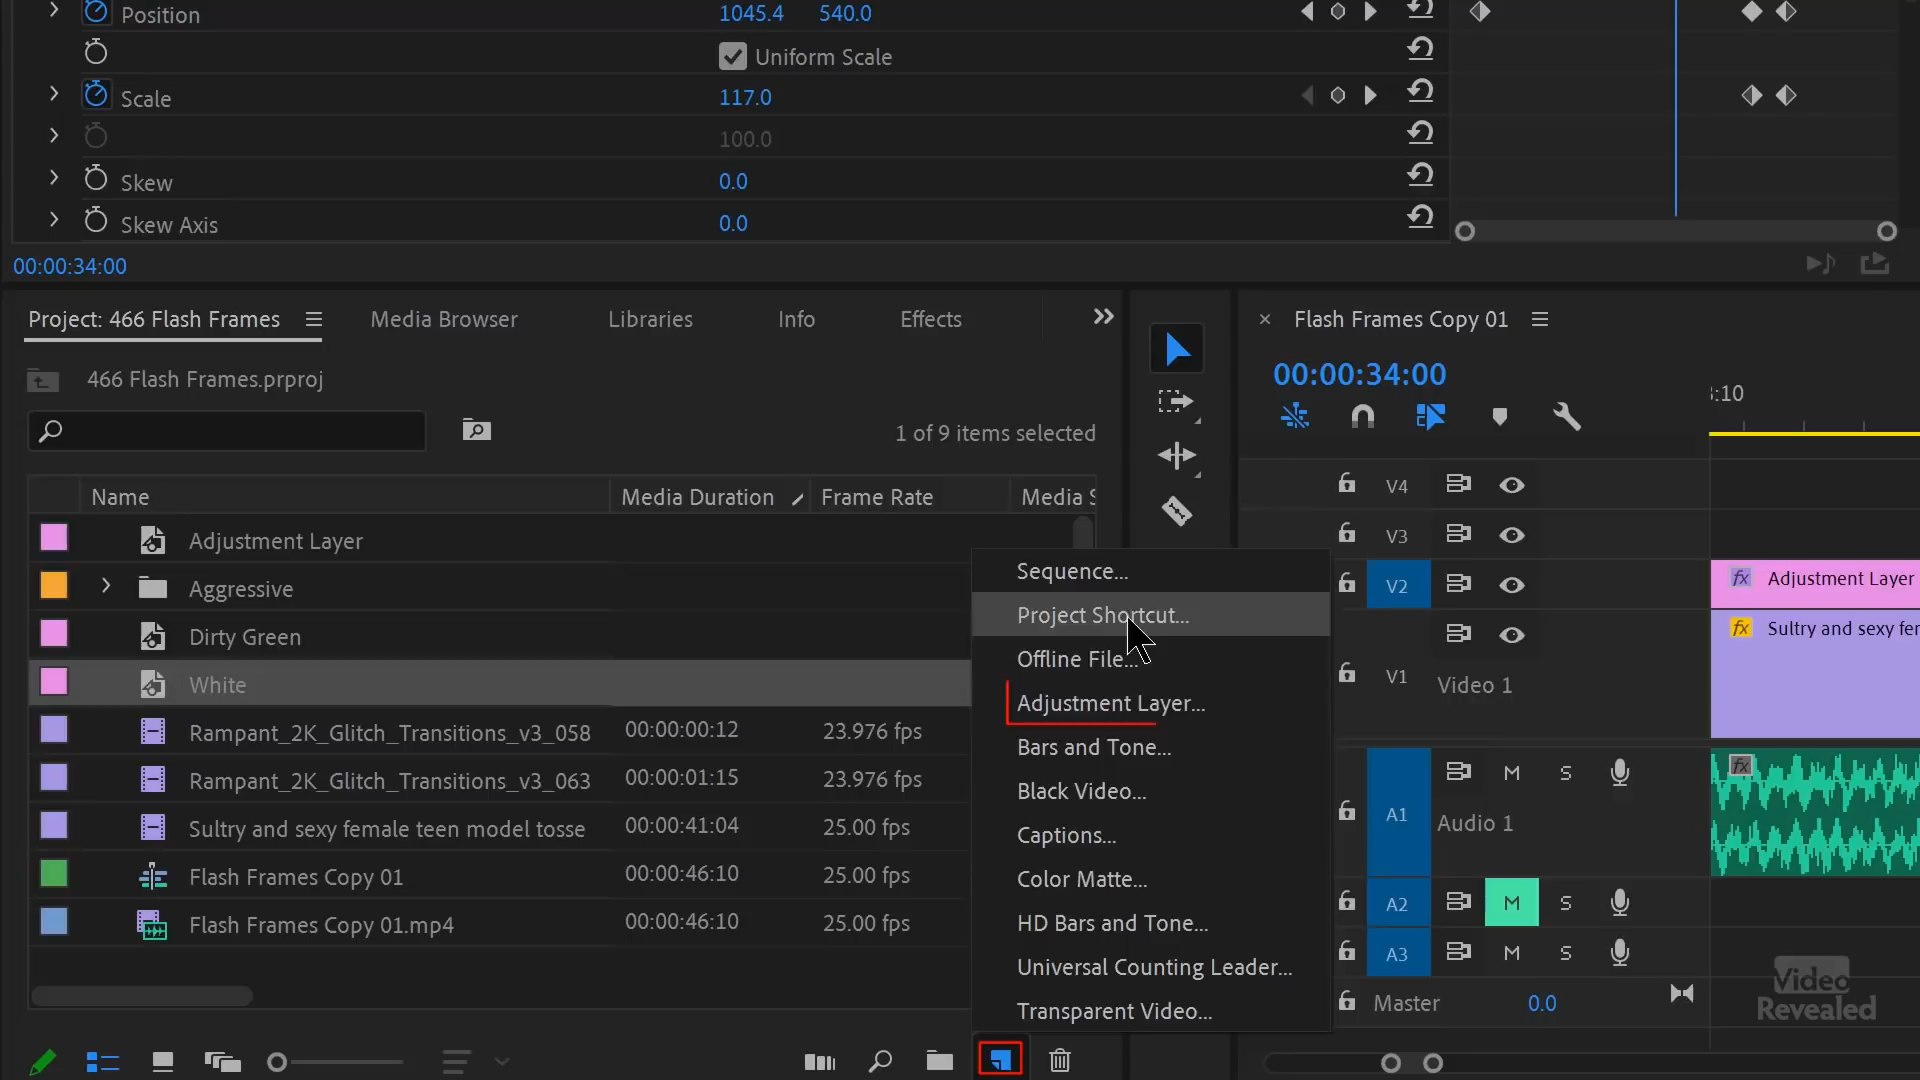 Position 1045.4 540.0
Uniform Scale
Scale 117.0
100.0
Skew 0.0
Skew Axis 0.0
00:00:34:00
Project: 466 Flash Frames Media Browser Libraries Info Effects
466 Flash Frames.prproj
1 of 9 items selected
Name Media Duration Frame Rate Media S
Adjustment Layer
Aggressive
Dirty Green
White
Rampant_2K_Glitch_Transitions_v3_058 00:00:00:12 23.976 fps
Rampant_2K_Glitch_Transitions_v3_063 00:00:01:15 23.976 fps
Sultry and sexy female teen model tosse 00:00:41:04 25.00 fps
Flash Frames Copy 01 00:00:46:10 25.00 fps
Flash Frames Copy 01.mp4 00:00:46:10 25.00 fps
Sequence...
Project Shortcut...
Offline File...
Adjustment Layer...
Bars and Tone...
Black Video...
Captions...
Color Matte...
HD Bars and Tone...
Universal Counting Leader...
Transparent Video...
Flash Frames Copy 01
00:00:34:00
:10
V4
V3
V2
fx Adjustment Layer
fx Sultry and sexy fer
V1 Video 1
fx
M S
A1 Audio 1
A2 M S
A3 M S
Master 0.0
Video
Revealed